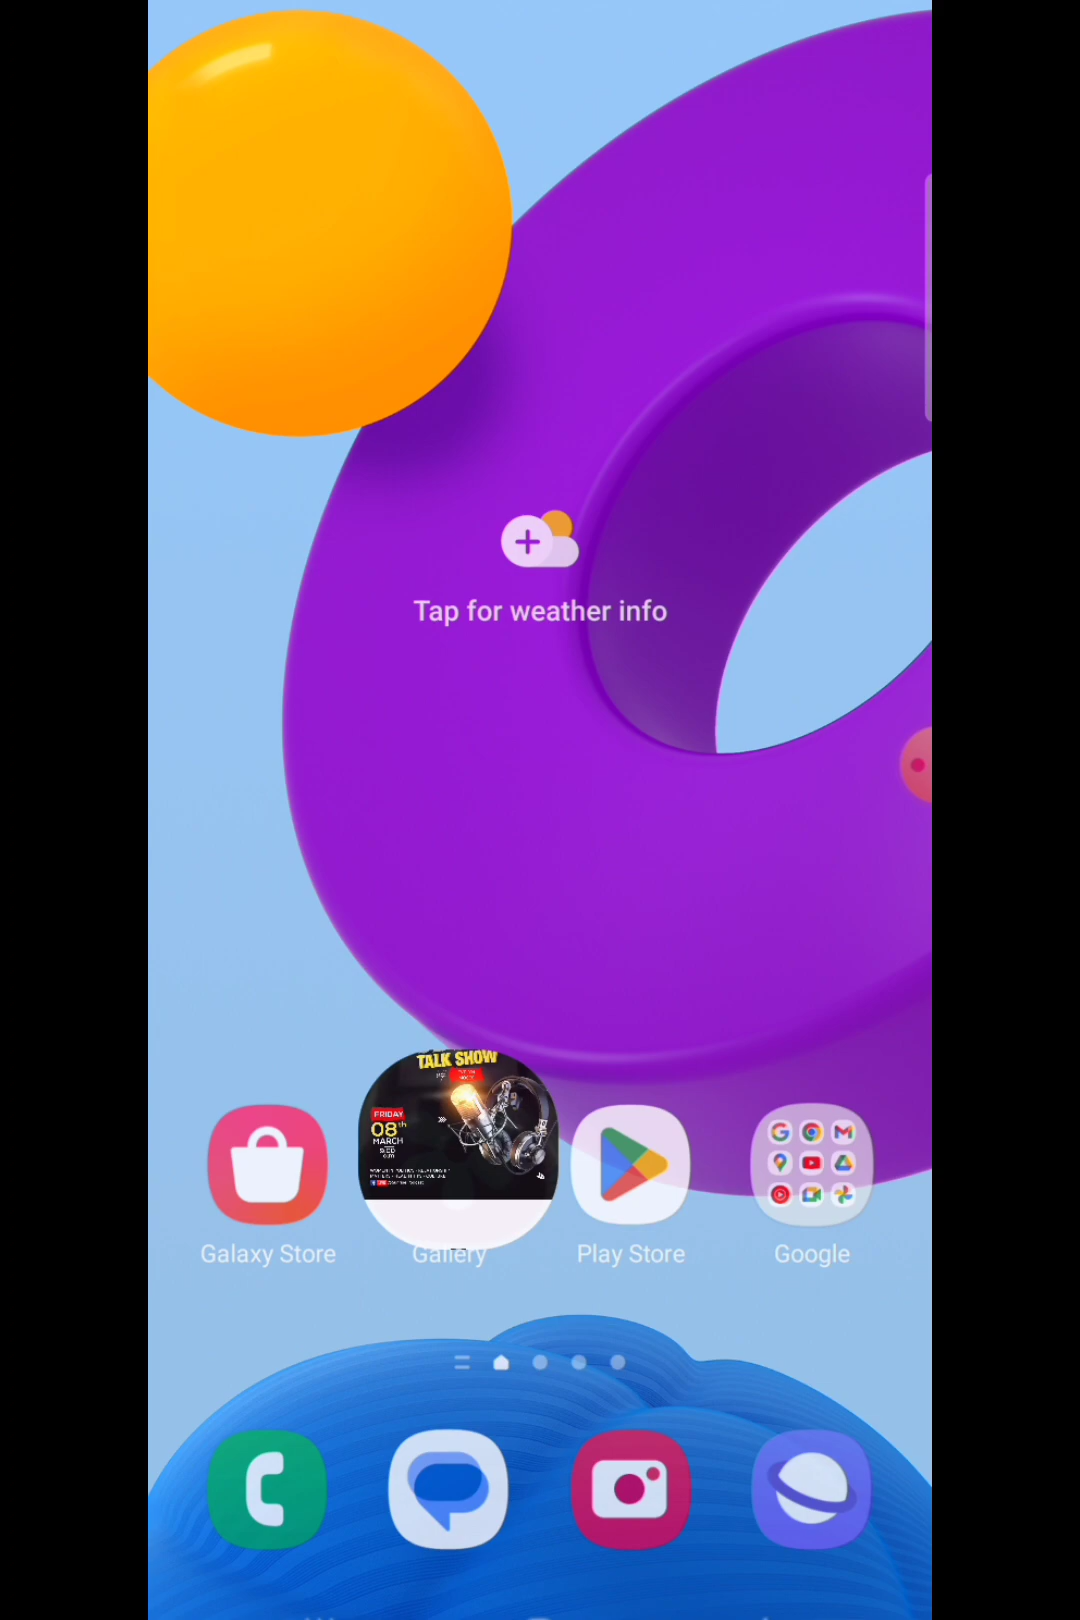 Tap for weather info
TALK SHOW
FRIDAY
08th
MARCH
Galaxy Store
Gallery
Play Store
Google